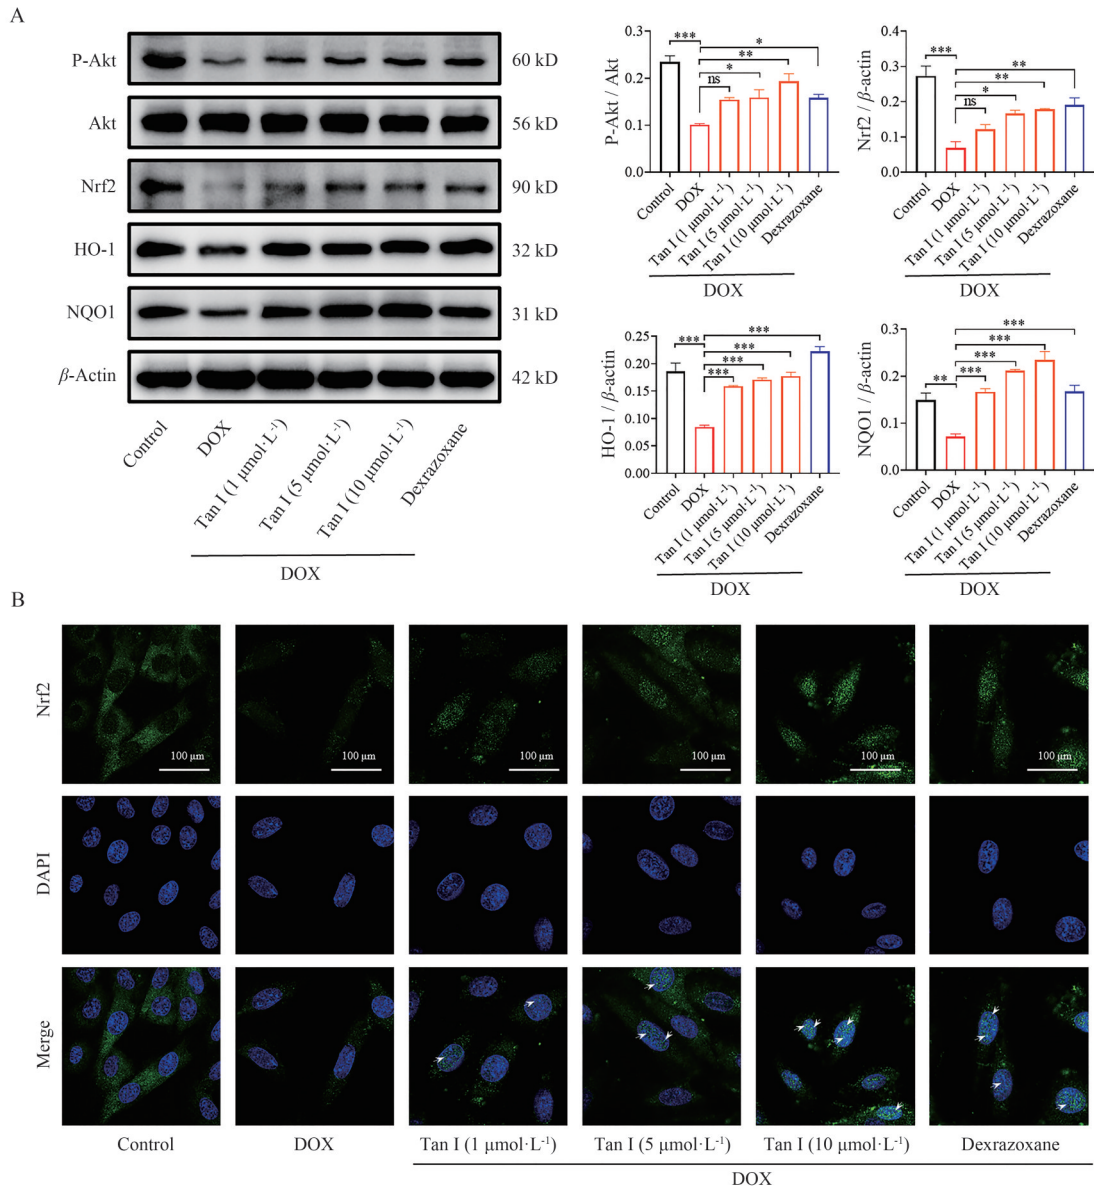 A
P-Akt
60 kD
Akt
56 kD
Nrf2
90 kD
HO-1
32 kD
NQO1
31 kD
β-Actin
42 kD
Control
DOX
Tan I (1 μmol·L⁻¹)
Tan I (5 μmol·L⁻¹)
Tan I (10 μmol·L⁻¹)
Dexrazoxane
DOX
P-Akt / Akt
0.3
0.2
0.1
0.0
***
*
**
*
ns
Control
DOX
Tan I (1 μmol·L⁻¹)
Tan I (5 μmol·L⁻¹)
Tan I (10 μmol·L⁻¹)
Dexrazoxane
DOX
Nrf2 / β-actin
0.4
0.3
0.2
0.1
0.0
***
**
**
*
ns
Control
DOX
Tan I (1 μmol·L⁻¹)
Tan I (5 μmol·L⁻¹)
Tan I (10 μmol·L⁻¹)
Dexrazoxane
DOX
HO-1 / β-actin
0.25
0.20
0.15
0.10
0.05
0.00
***
***
***
***
***
Control
DOX
Tan I (1 μmol·L⁻¹)
Tan I (5 μmol·L⁻¹)
Tan I (10 μmol·L⁻¹)
Dexrazoxane
DOX
NQO1 / β-actin
0.3
0.2
0.1
0.0
***
***
***
***
**
Control
DOX
Tan I (1 μmol·L⁻¹)
Tan I (5 μmol·L⁻¹)
Tan I (10 μmol·L⁻¹)
Dexrazoxane
DOX
B
Nrf2
100 μm
100 μm
100 μm
100 μm
100 μm
100 μm
DAPI
Merge
Control
DOX
Tan I (1 μmol·L⁻¹)
Tan I (5 μmol·L⁻¹)
Tan I (10 μmol·L⁻¹)
Dexrazoxane
DOX